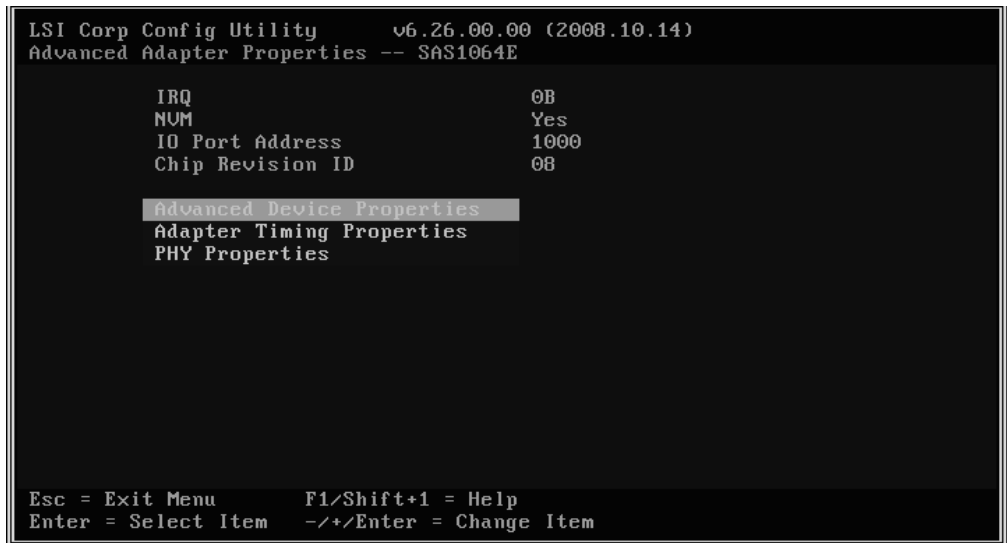 LSI Corp Config Utility v6.26.00.00 (2008.10.14)
Advanced Adapter Properties -- SAS1064E
IRQ 0B
NVM Yes
IO Port Address 1000
Chip Revision ID 08
Advanced Device Properties
Adapter Timing Properties
PHY Properties
Esc = Exit Menu F1/Shift+1 = Help
Enter = Select Item -/+/Enter = Change Item